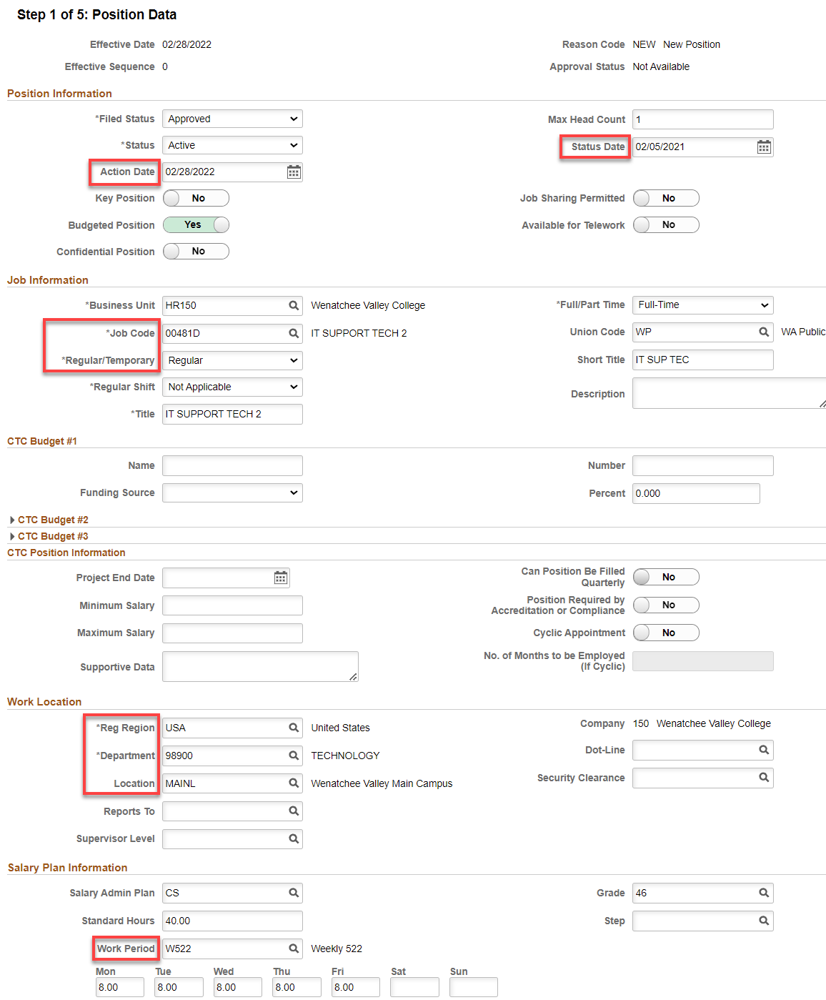 Step 1 of 5: Position Data
Effective Date 02/28/2022 Reason Code NEW New Position
Effective Sequence 0 Approval Status Not Available
Position Information
*Filed Status Approved Max Head Count 1
*Status Active Status Date 02/05/2021
Action Date 02/28/2022
Key Position No Job Sharing Permitted No
Budgeted Position Yes Available for Telework No
Confidential Position No
Job Information
*Business Unit HR150 Wenatchee Valley College *Full/Part Time Full-Time
*Job Code 00481D IT SUPPORT TECH 2 Union Code WP WA Public
*Regular/Temporary Regular Short Title IT SUP TEC
*Regular Shift Not Applicable Description
*Title IT SUPPORT TECH 2
CTC Budget #1
Name Number
Funding Source Percent 0.000
CTC Budget #2
CTC Budget #3
CTC Position Information
Project End Date Can Position Be Filled Quarterly No
Minimum Salary Position Required by Accreditation or Compliance No
Maximum Salary Cyclic Appointment No
Supportive Data No. of Months to be Employed (If Cyclic)
Work Location
*Reg Region USA United States Company 150 Wenatchee Valley College
*Department 98900 TECHNOLOGY Dot-Line
Location MAINL Wenatchee Valley Main Campus Security Clearance
Reports To
Supervisor Level
Salary Plan Information
Salary Admin Plan CS Grade 46
Standard Hours 40.00 Step
Work Period W522 Weekly 522
Mon Tue Wed Thu Fri Sat Sun
8.00 8.00 8.00 8.00 8.00